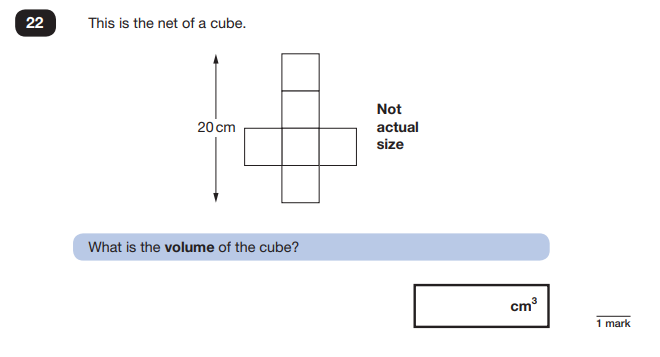 22
This is the net of a cube.
20 cm
Not
actual
size
What is the volume of the cube?
cm³
1 mark